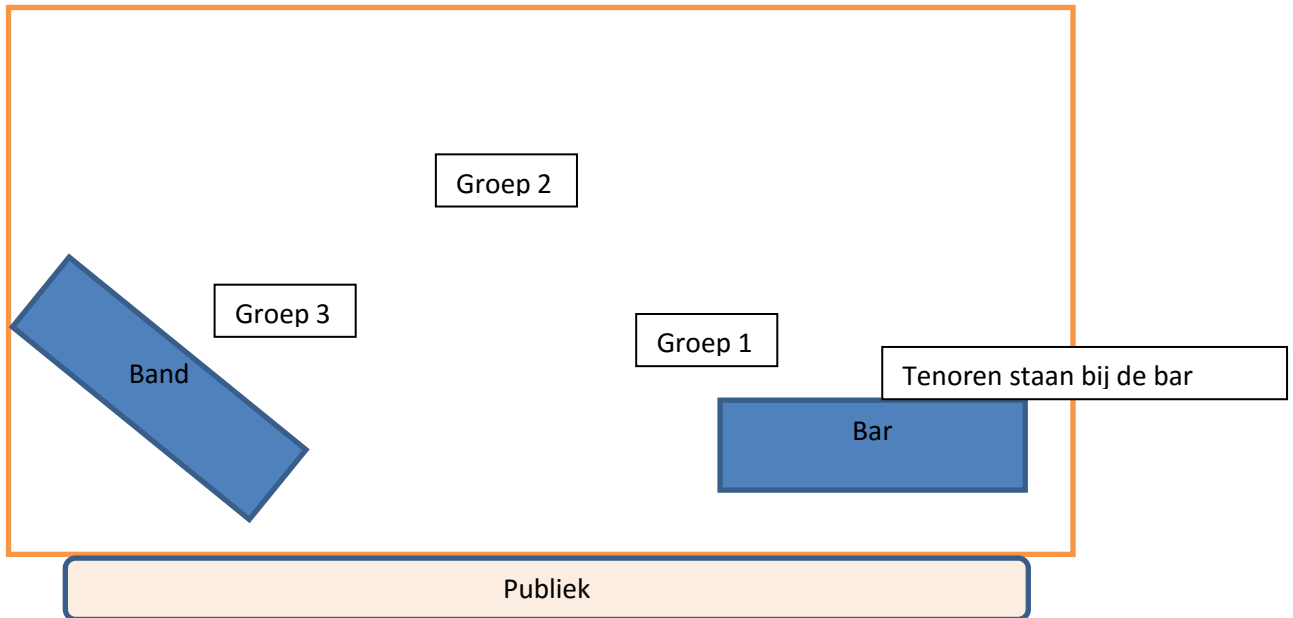 Groep 2
Groep 3
Groep 1
Band
Tenoren staan bij de bar
Bar
Publiek